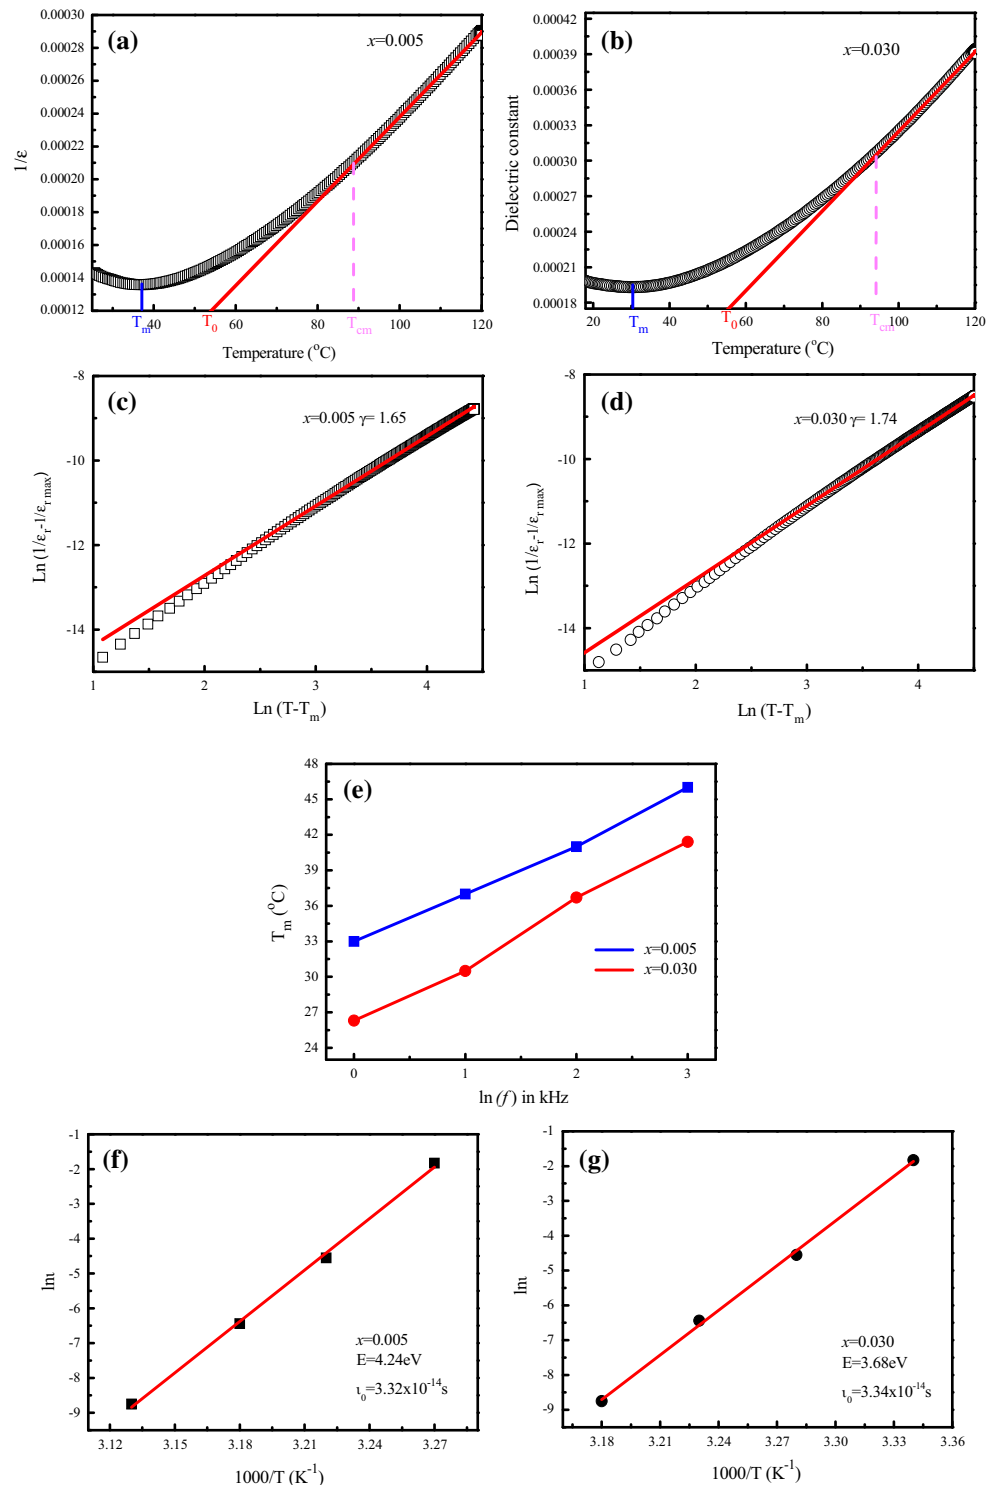 (a)
x=0.005
0.00030
0.00028
0.00026
0.00024
0.00022
0.00020
0.00018
0.00016
0.00014
0.00012
1/ε
40 60 80 100 120
Tm T0 Tcm
Temperature (°C)
(b)
x=0.030
0.00042
0.00039
0.00036
0.00033
0.00030
0.00027
0.00024
0.00021
0.00018
Dielectric constant
20 40 60 80 100 120
Tm T0 Tcm
Temperature (°C)
(c)
x=0.005 γ= 1.65
-8
-10
-12
-14
Ln (1/εr-1/εr max)
1 2 3 4
Ln (T-Tm)
(d)
x=0.030 γ= 1.74
-8
-10
-12
-14
Ln (1/εr-1/εr max)
1 2 3 4
Ln (T-Tm)
(e)
48
45
42
39
36
33
30
27
24
Tm (°C)
x=0.005
x=0.030
0 1 2 3
ln (f) in kHz
(f)
-1
-2
-3
-4
-5
-6
-7
-8
-9
lnι
x=0.005
E=4.24eV
ι0=3.32x10^-14s
3.12 3.15 3.18 3.21 3.24 3.27
1000/T (K^-1)
(g)
-1
-2
-3
-4
-5
-6
-7
-8
-9
lnι
x=0.030
E=3.68eV
ι0=3.34x10^-14s
3.18 3.21 3.24 3.27 3.30 3.33 3.36
1000/T (K^-1)